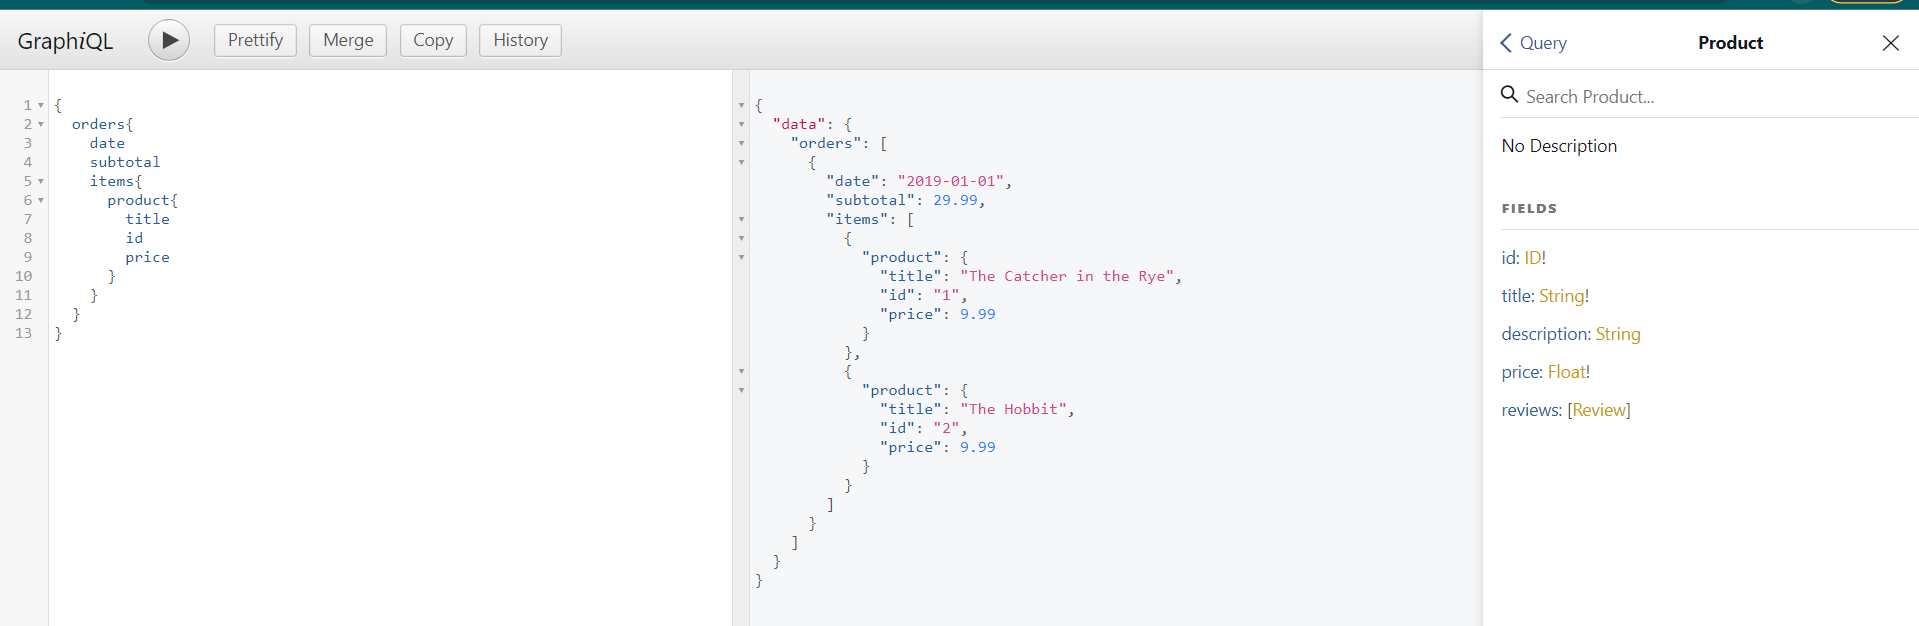 GraphiQL Prettify Merge Copy History
1 {
2   orders{
3     date
4     subtotal
5     items{
6       product{
7         title
8         id
9         price
10       }
11     }
12   }
13 }
{
  "data": {
    "orders": [
      {
        "date": "2019-01-01",
        "subtotal": 29.99,
        "items": [
          {
            "product": {
              "title": "The Catcher in the Rye",
              "id": "1",
              "price": 9.99
            }
          },
          {
            "product": {
              "title": "The Hobbit",
              "id": "2",
              "price": 9.99
            }
          }
        ]
      }
    ]
  }
}
Query Product
Search Product...
No Description
FIELDS
id: ID!
title: String!
description: String
price: Float!
reviews: [Review]